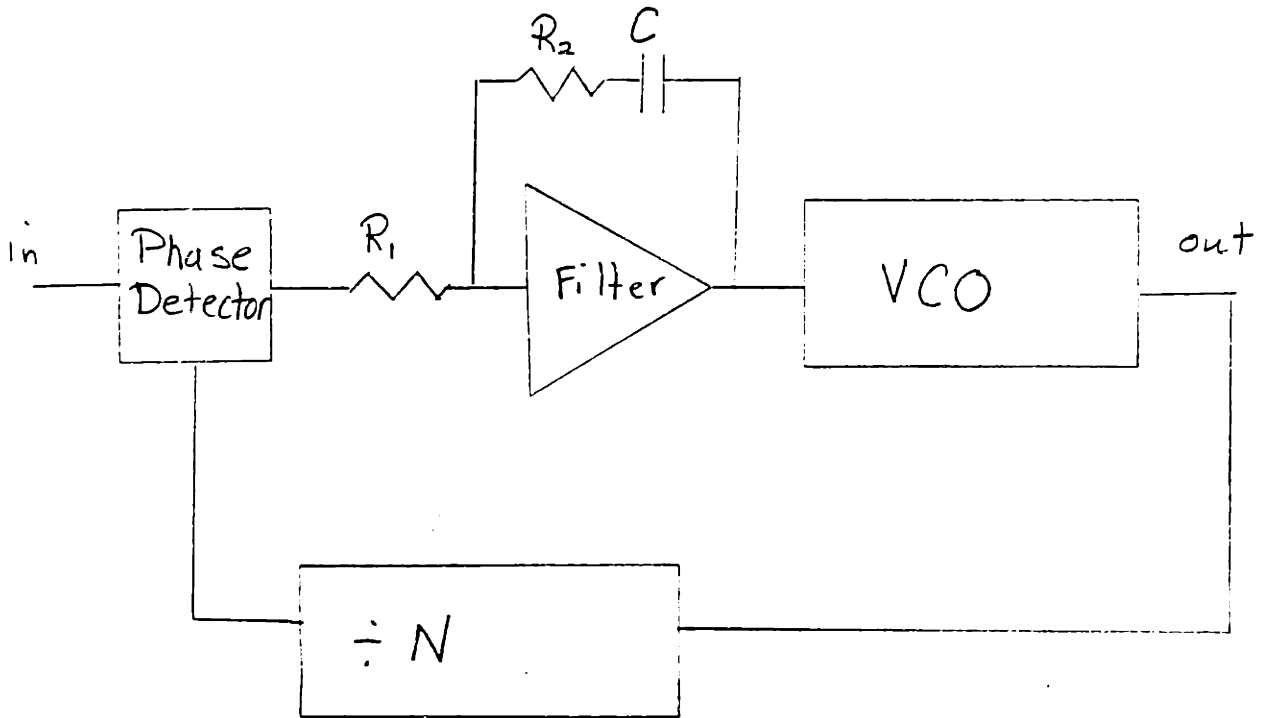 R₂
C
in
Phase
Detector
R₁
Filter
VCO
out
÷ N